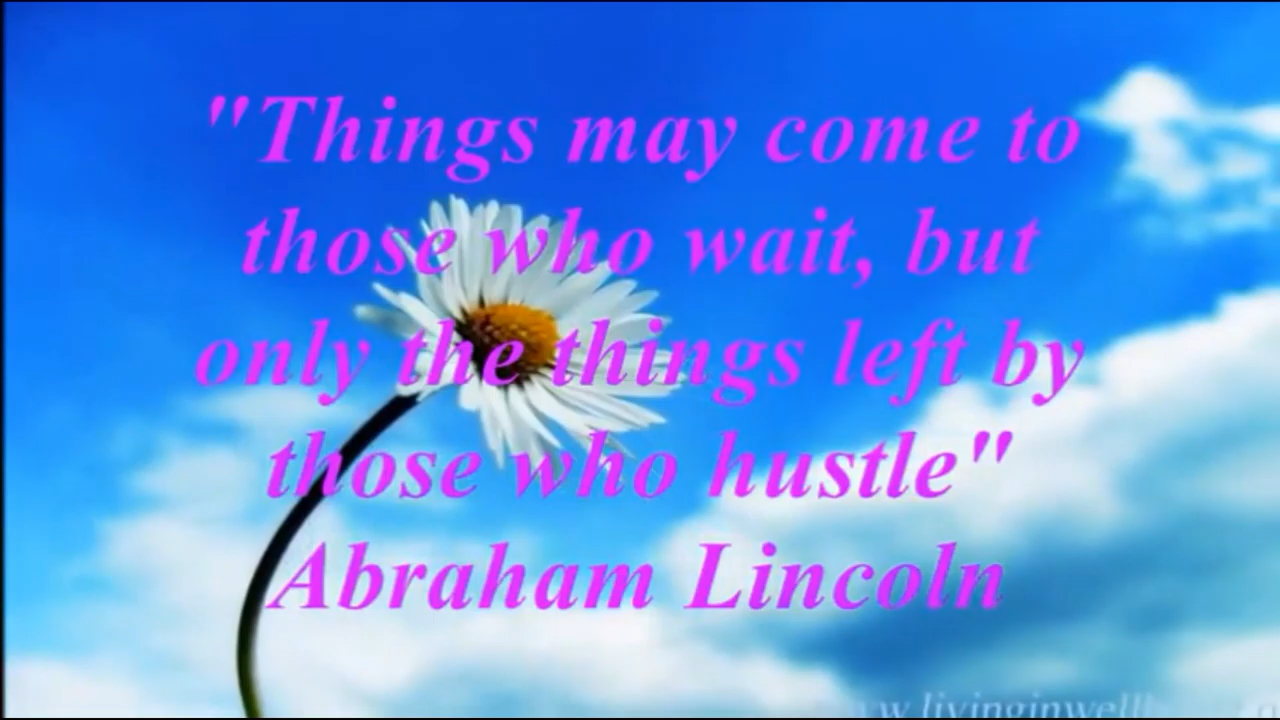 "Things may come to
those who wait, but
only the things left by
those who hustle"
Abraham Lincoln